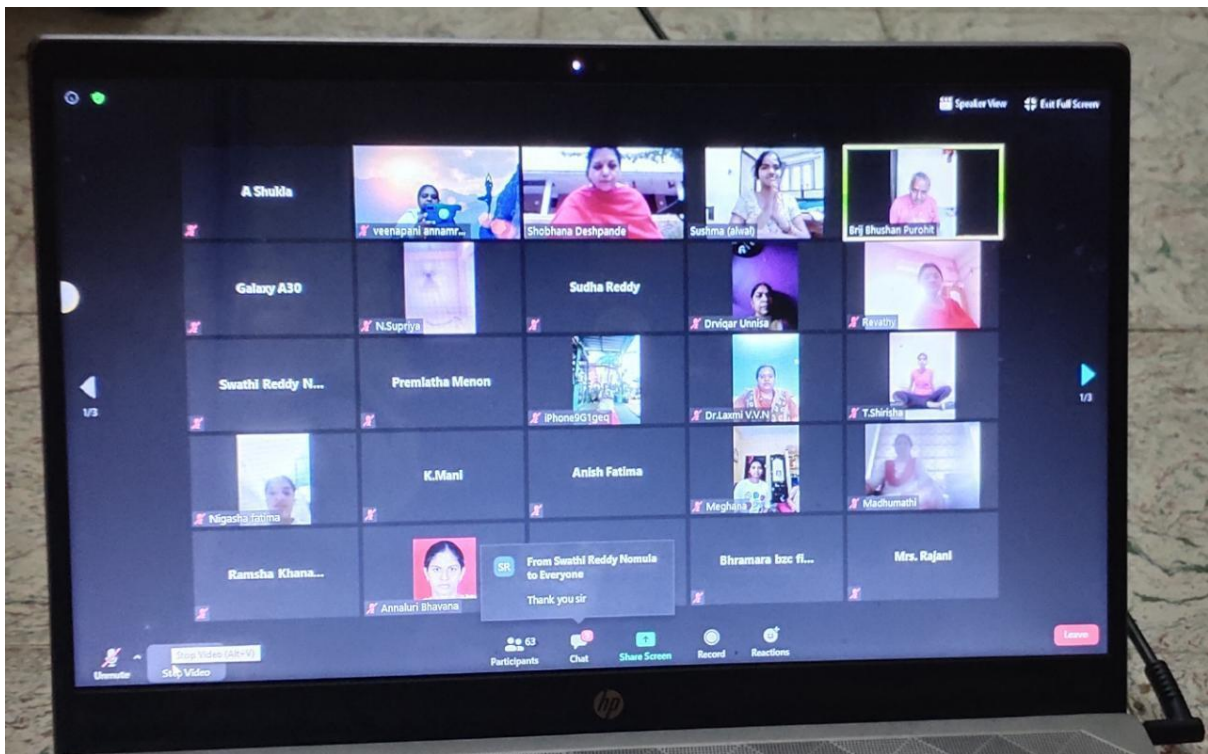 Speaker View
Exit Full Screen
A Shukla
veenapani annamr...
Shobhana Deshpande
Sushma (alwal)
Brij Bhushan Purohit
Galaxy A30
N.Supriya
Sudha Reddy
Drviqar Unnisa
Revathy
1/3
Swathi Reddy N...
Premlatha Menon
iPhone9G1geq
Dr.Laxmi V.V.N
T.Shirisha
1/3
Nigasha fatima
K.Mani
Anish Fatima
Meghana
Madhumathi
Ramsha Khana...
Annaluri Bhavana
SR
From Swathi Reddy Nomula
to Everyone
Thank you sir
Bhramara bzc fi...
Mrs. Rajani
Unmute
Stop Video (Alt+V)
Stop Video
63
Participants
Chat
Share Screen
Record
Reactions
Leave
hp